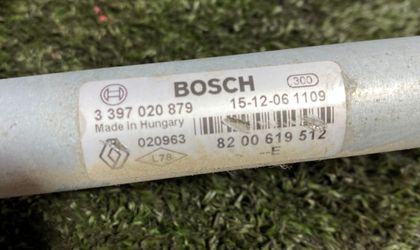 BOSCH 300
3 397 020 879 15-12-06 1109
Made in Hungary
020963 82 00 619 512
L78 --E